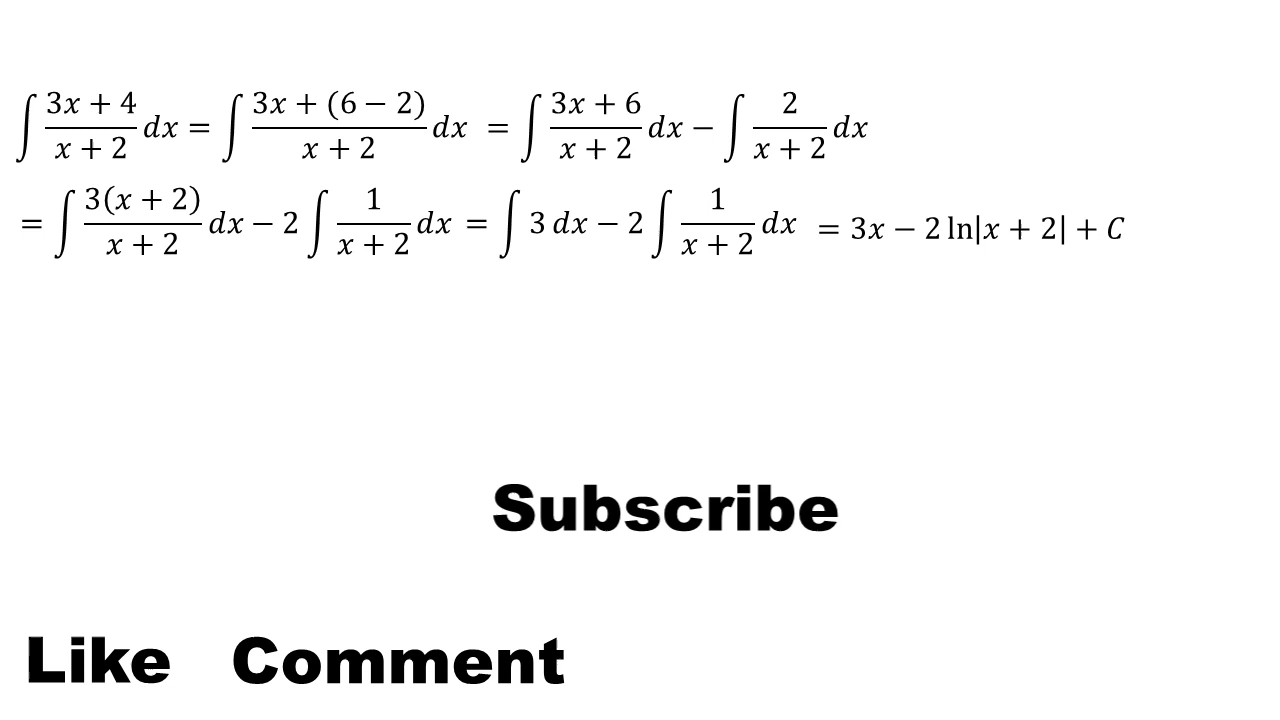 ∫ (3x + 4)/(x + 2) dx = ∫ (3x + (6 − 2))/(x + 2) dx = ∫ (3x + 6)/(x + 2) dx − ∫ 2/(x + 2) dx
= ∫ 3(x + 2)/(x + 2) dx − 2 ∫ 1/(x + 2) dx = ∫ 3 dx − 2 ∫ 1/(x + 2) dx = 3x − 2 ln|x + 2| + C
Subscribe
Like Comment